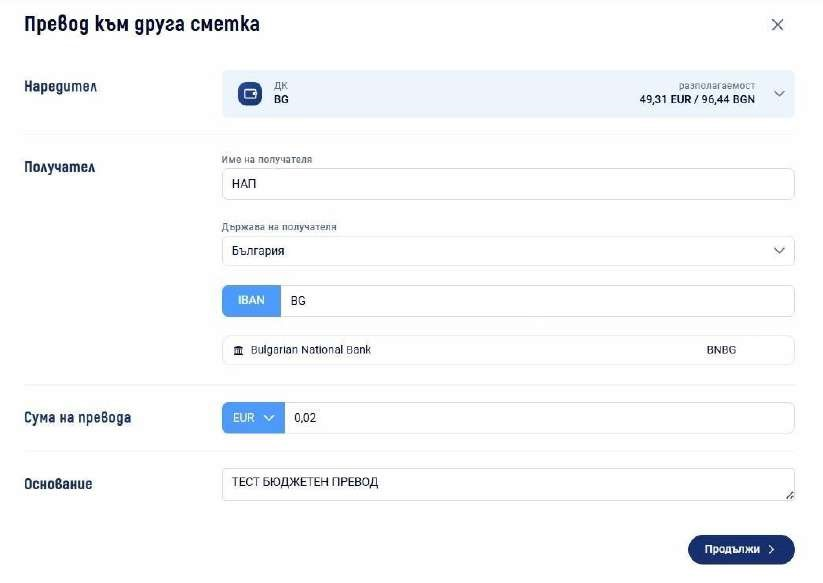 Превод към друга сметка
Наредител
ДК
BG
разполагаемост
49,31 EUR / 96,44 BGN
Получател
Име на получателя
НАП
Държава на получателя
България
IBAN BG
Bulgarian National Bank BNBG
Сума на превода
EUR 0,02
Основание
ТЕСТ БЮДЖЕТЕН ПРЕВОД
Продължи